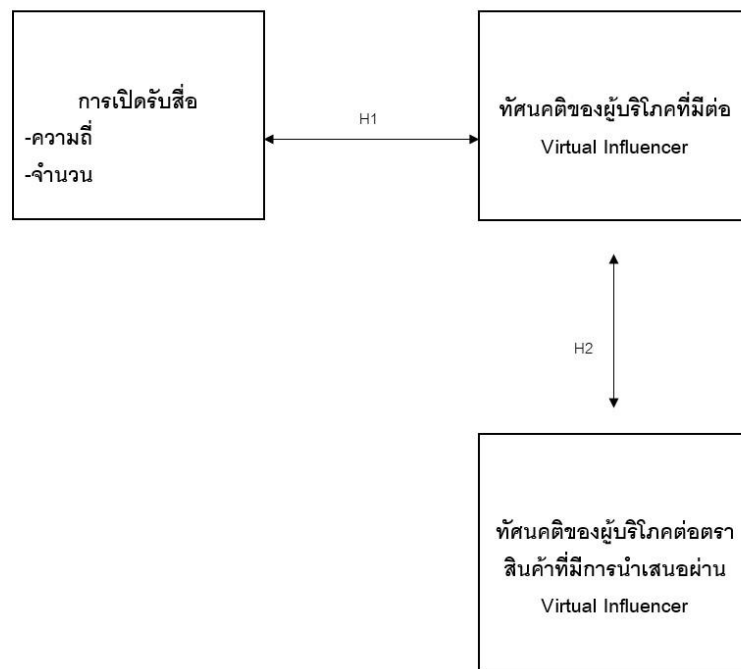 การเปิดรับสื่อ
-ความถี่
-จำนวน
H1
ทัศนคติของผู้บริโภคที่มีต่อ
Virtual Influencer
H2
ทัศนคติของผู้บริโภคต่อตรา
สินค้าที่มีการนำเสนอผ่าน
Virtual Influencer